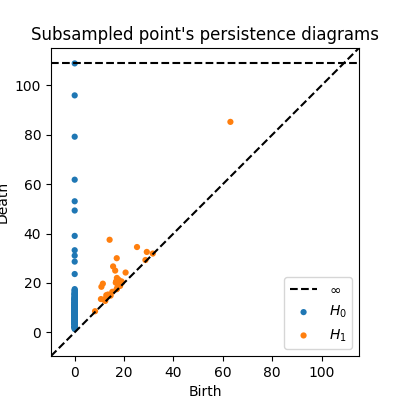 Subsampled point's persistence diagrams
100
80
60
40
20
0
Death
0 20 40 60 80 100
Birth
∞
H₀
H₁